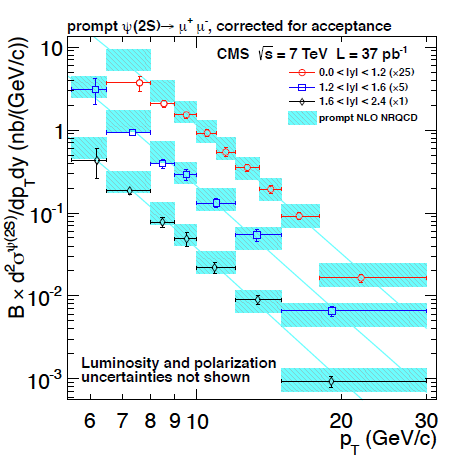 prompt ψ(2S)→ μ⁺ μ⁻, corrected for acceptance
CMS √s = 7 TeV L = 37 pb⁻¹
0.0 < |y| < 1.2 (×25)
1.2 < |y| < 1.6 (×5)
1.6 < |y| < 2.4 (×1)
prompt NLO NRQCD
B × d²σ^ψ(2S)/dp_Tdy (nb/(GeV/c))
10
1
10⁻¹
10⁻²
10⁻³
Luminosity and polarization
uncertainties not shown
6 7 8 9 10 20 30
p_T (GeV/c)